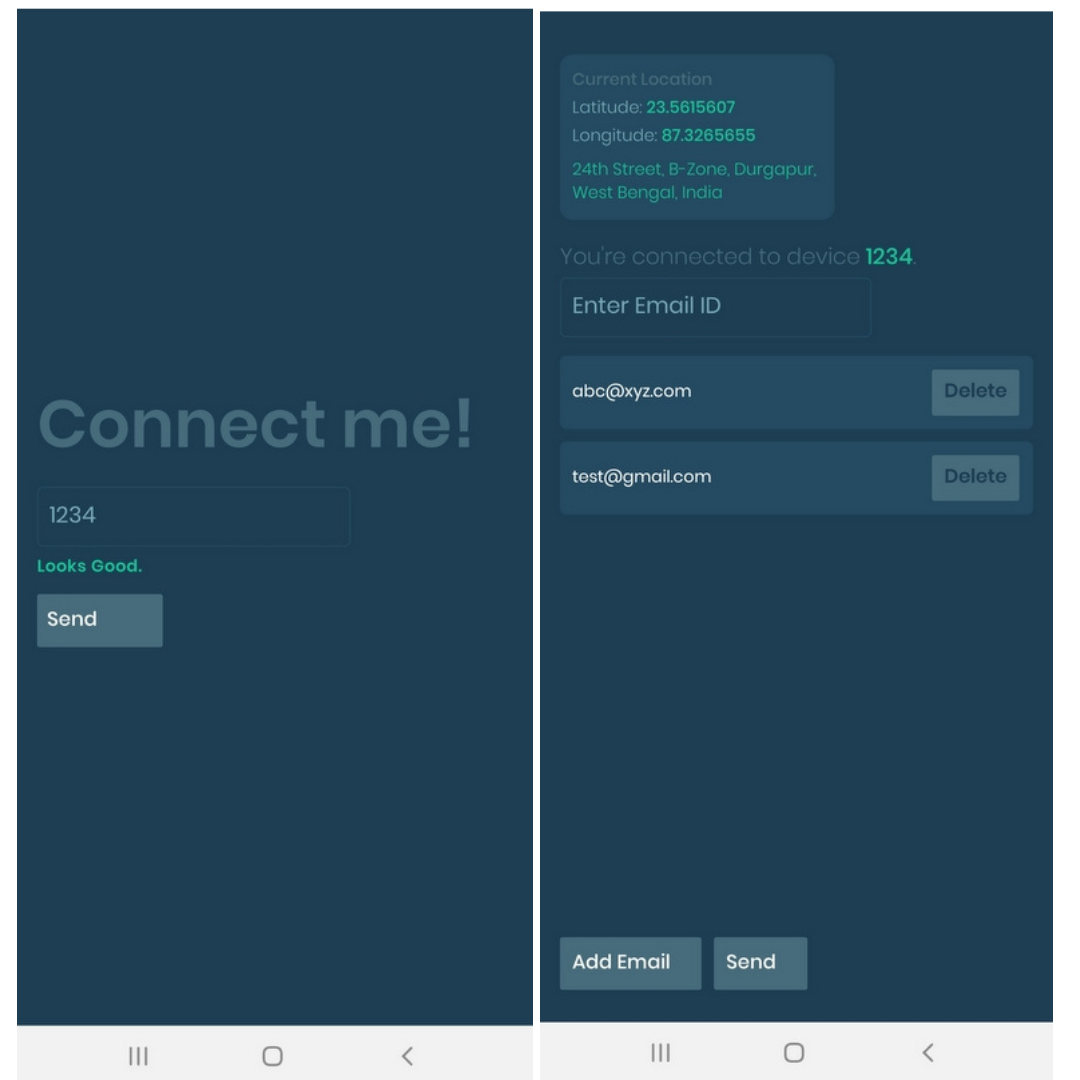 Connect me!
1234
Looks Good.
Send
Current Location
Latitude: 23.5615607
Longitude: 87.3265655
24th Street, B-Zone, Durgapur,
West Bengal, India
You're connected to device 1234.
Enter Email ID
abc@xyz.com Delete
test@gmail.com Delete
Add Email Send